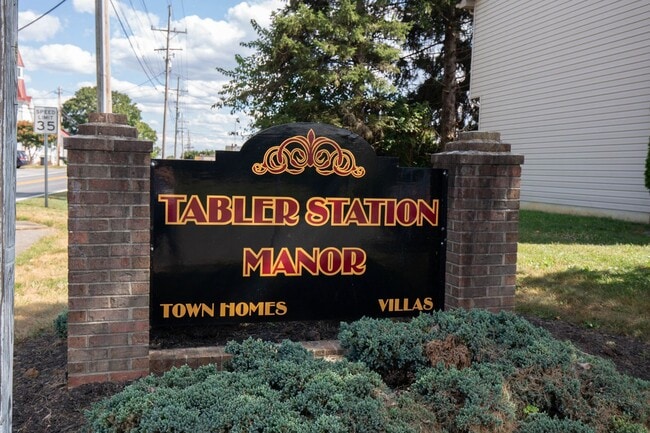 SPEED
LIMIT
35
TABLER STATION
MANOR
TOWN HOMES VILLAS